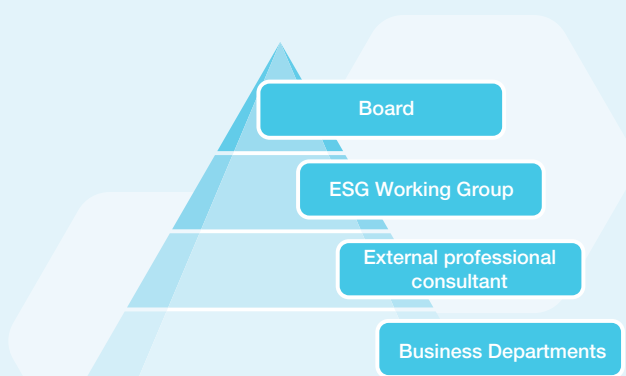 Board
ESG Working Group
External professional
consultant
Business Departments